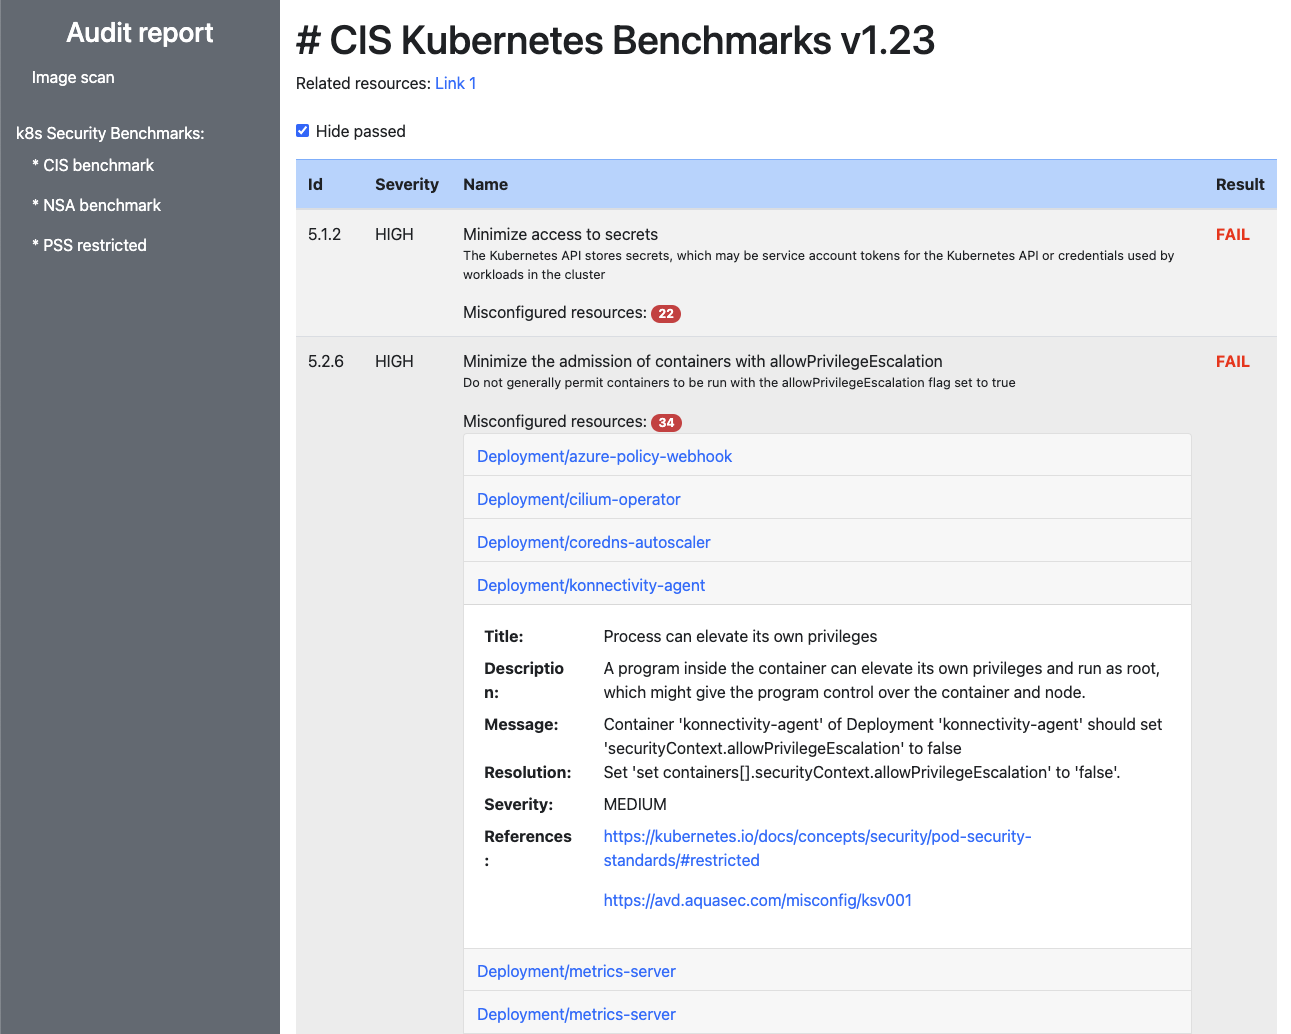 Audit report
Image scan
k8s Security Benchmarks:
* CIS benchmark
* NSA benchmark
* PSS restricted
# CIS Kubernetes Benchmarks v1.23
Related resources: Link 1
Hide passed
Id Severity Name Result
5.1.2 HIGH Minimize access to secrets FAIL
The Kubernetes API stores secrets, which may be service account tokens for the Kubernetes API or credentials used by
workloads in the cluster
Misconfigured resources: 22
5.2.6 HIGH Minimize the admission of containers with allowPrivilegeEscalation FAIL
Do not generally permit containers to be run with the allowPrivilegeEscalation flag set to true
Misconfigured resources: 34
Deployment/azure-policy-webhook
Deployment/cilium-operator
Deployment/coredns-autoscaler
Deployment/konnectivity-agent
Title: Process can elevate its own privileges
Descriptio A program inside the container can elevate its own privileges and run as root,
n: which might give the program control over the container and node.
Message: Container 'konnectivity-agent' of Deployment 'konnectivity-agent' should set
'securityContext.allowPrivilegeEscalation' to false
Resolution: Set 'set containers[].securityContext.allowPrivilegeEscalation' to 'false'.
Severity: MEDIUM
References https://kubernetes.io/docs/concepts/security/pod-security-
: standards/#restricted
https://avd.aquasec.com/misconfig/ksv001
Deployment/metrics-server
Deployment/metrics-server